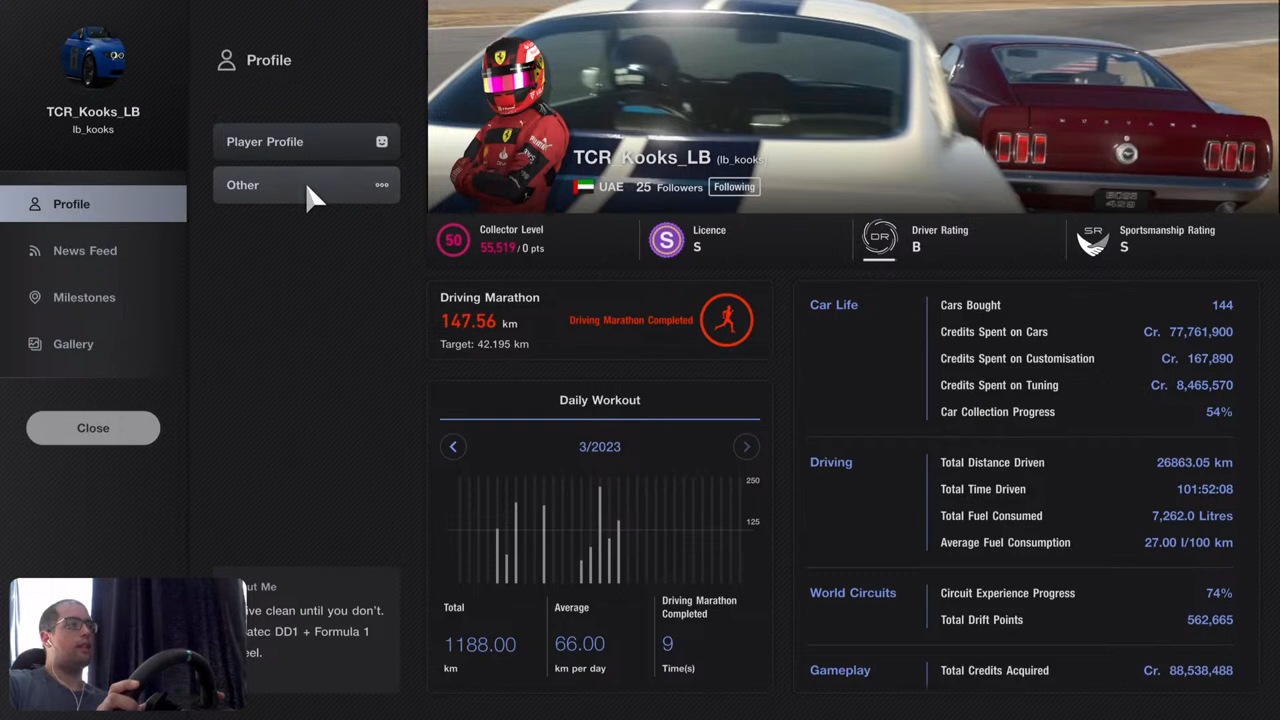 TCR_Kooks_LB
lb_kooks
Profile
News Feed
Milestones
Gallery
Close
Profile
Player Profile
Other
ut Me
ive clean until you don't.
atec DD1 + Formula 1
eel.
TCR_Kooks_LB (lb_kooks)
UAE 25 Followers Following
50 Collector Level
55,519 / 0 pts
S Licence
S
DR Driver Rating
B
SR Sportsmanship Rating
S
Driving Marathon
147.56 km
Target: 42.195 km
Driving Marathon Completed
Daily Workout
3/2023
250
125
Total
1188.00
km
Average
66.00
km per day
Driving Marathon
Completed
9
Time(s)
Car Life
Cars Bought 144
Credits Spent on Cars Cr. 77,761,900
Credits Spent on Customisation Cr. 167,890
Credits Spent on Tuning Cr. 8,465,570
Car Collection Progress 54%
Driving
Total Distance Driven 26863.05 km
Total Time Driven 101:52:08
Total Fuel Consumed 7,262.0 Litres
Average Fuel Consumption 27.00 l/100 km
World Circuits
Circuit Experience Progress 74%
Total Drift Points 562,665
Gameplay
Total Credits Acquired Cr. 88,538,488
MUSTANG
BOSS